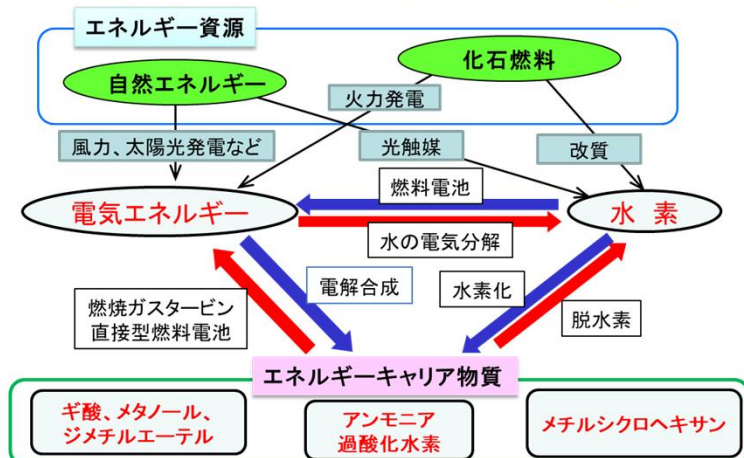 エネルギー資源
自然エネルギー
化石燃料
火力発電
風力、太陽光発電など
光触媒
改質
燃料電池
電気エネルギー
水 素
水の電気分解
電解合成
水素化
燃焼ガスタービン
直接型燃料電池
脱水素
エネルギーキャリア物質
ギ酸、メタノール、
ジメチルエーテル
アンモニア
過酸化水素
メチルシクロヘキサン